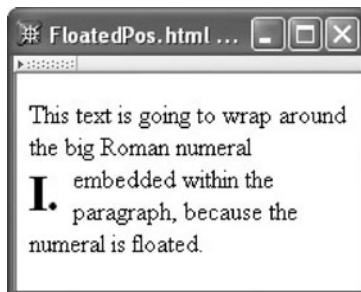 FloatedPos.html ...
This text is going to wrap around
the big Roman numeral
I. embedded within the
paragraph, because the
numeral is floated.